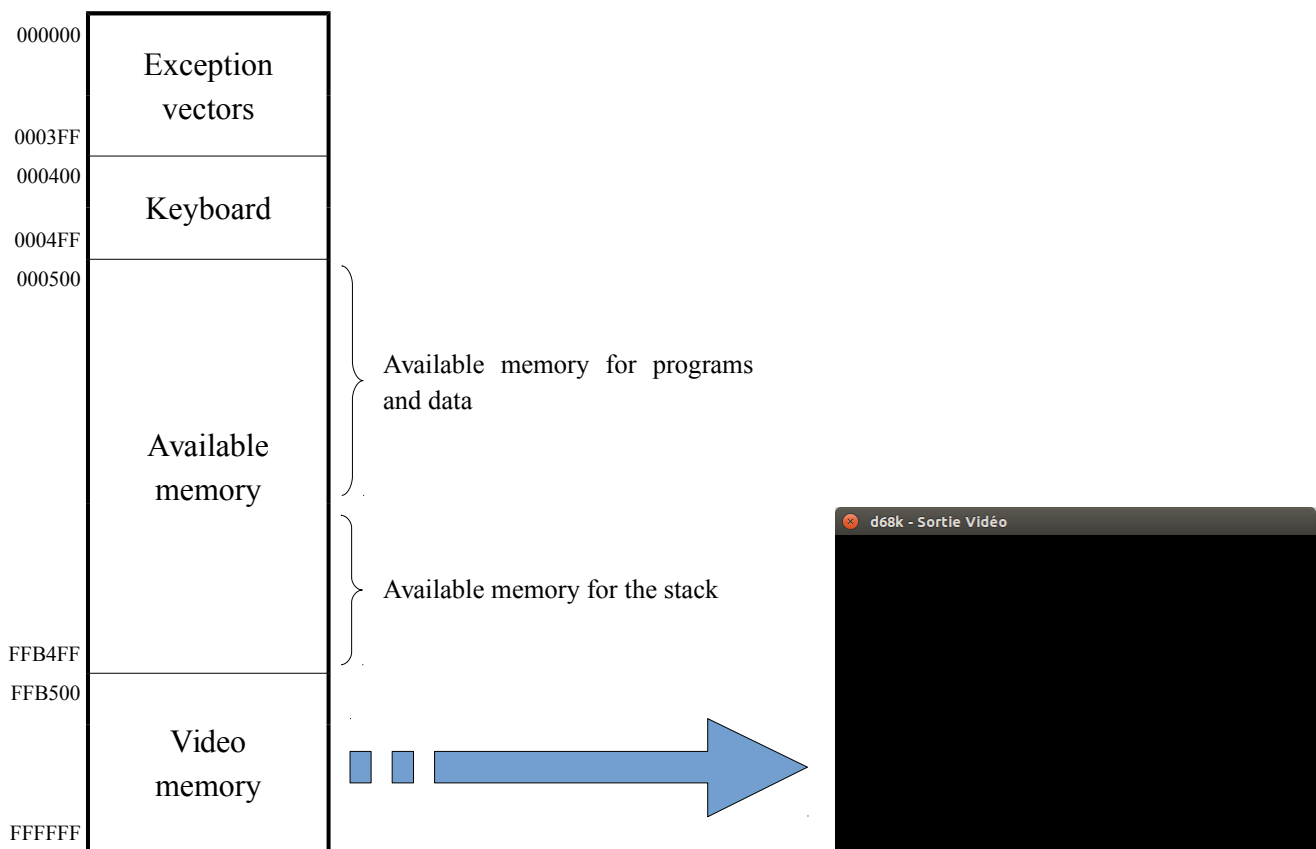 000000
Exception
vectors
0003FF
000400
Keyboard
0004FF
000500
Available memory for programs
and data
Available
memory
d68k - Sortie Vidéo
Available memory for the stack
FFB4FF
FFB500
Video
memory
FFFFFF